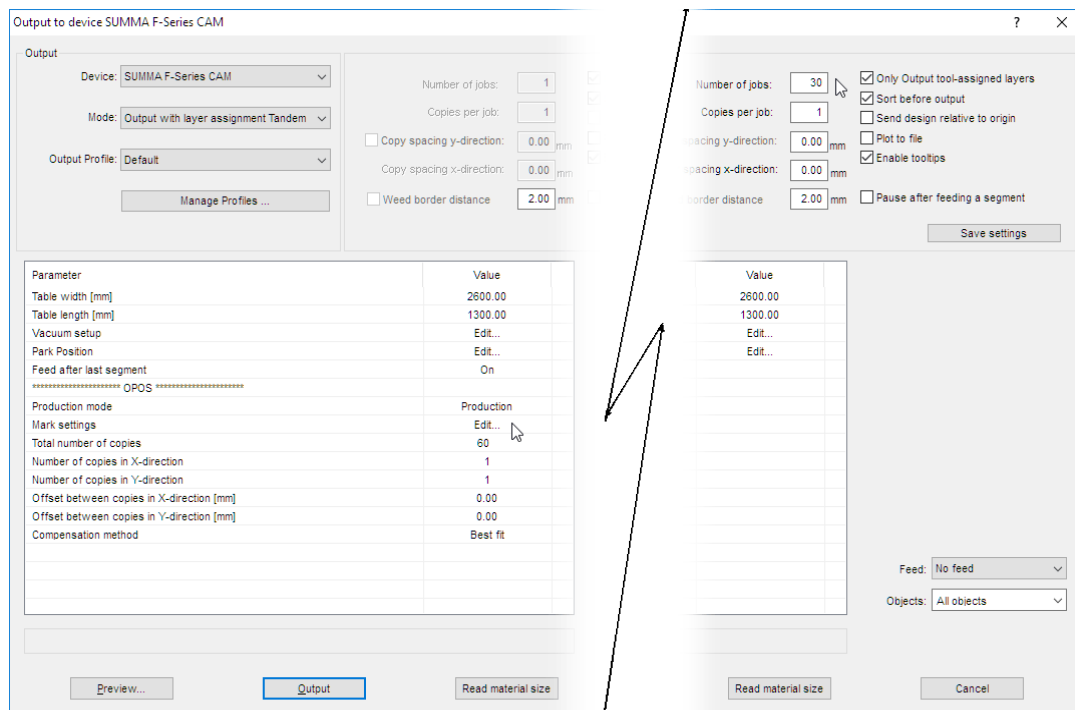 Output to device SUMMA F-Series CAM ? ×
Output
Device: SUMMA F-Series CAM
Mode: Output with layer assignment Tandem
Output Profile: Default
Manage Profiles ...
Number of jobs: 1
Copies per job: 1
Copy spacing y-direction: 0.00 mm
Copy spacing x-direction: 0.00 mm
Weed border distance 2.00 mm
Number of jobs: 30
Copies per job: 1
spacing y-direction: 0.00 mm
spacing x-direction: 0.00 mm
border distance 2.00 mm
Only Output tool-assigned layers
Sort before output
Send design relative to origin
Plot to file
Enable tooltips
Pause after feeding a segment
Save settings
Parameter Value Value
Table width [mm] 2600.00 2600.00
Table length [mm] 1300.00 1300.00
Vacuum setup Edit... Edit...
Park Position Edit... Edit...
Feed after last segment On
********************** OPOS **********************
Production mode Production
Mark settings Edit...
Total number of copies 60
Number of copies in X-direction 1
Number of copies in Y-direction 1
Offset between copies in X-direction [mm] 0.00
Offset between copies in Y-direction [mm] 0.00
Compensation method Best fit
Feed: No feed
Objects: All objects
Preview... Output Read material size Read material size Cancel